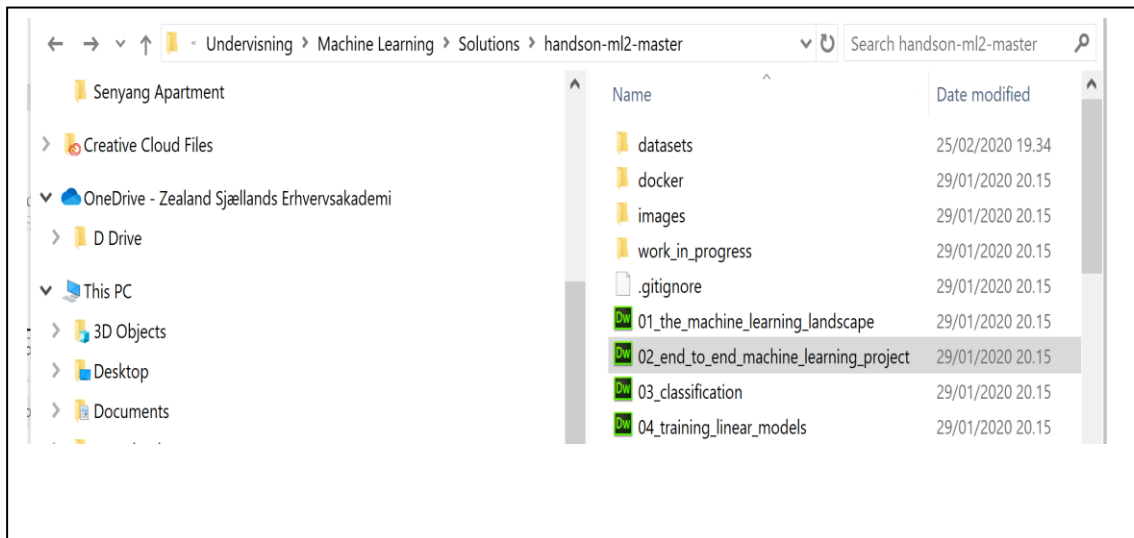 Undervisning > Machine Learning > Solutions > handson-ml2-master
Search handson-ml2-master
Senyang Apartment
Creative Cloud Files
OneDrive - Zealand Sjællands Erhvervsakademi
D Drive
This PC
3D Objects
Desktop
Documents
Name Date modified
datasets 25/02/2020 19.34
docker 29/01/2020 20.15
images 29/01/2020 20.15
work_in_progress 29/01/2020 20.15
.gitignore 29/01/2020 20.15
Dw 01_the_machine_learning_landscape 29/01/2020 20.15
Dw 02_end_to_end_machine_learning_project 29/01/2020 20.15
Dw 03_classification 29/01/2020 20.15
Dw 04_training_linear_models 29/01/2020 20.15